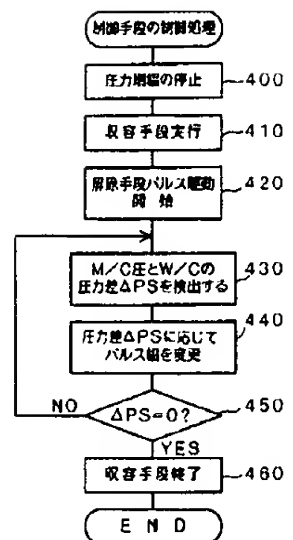 制御手段の制御処理
圧力増幅の停止
400
収容手段実行
410
解除手段パルス駆動
開 始
420
M/C圧とW/Cの
圧力差ΔPSを検出する
430
圧力差ΔPSに応じて
パルス幅を変更
440
ΔPS=0?
450
NO
YES
収容手段終了
460
END